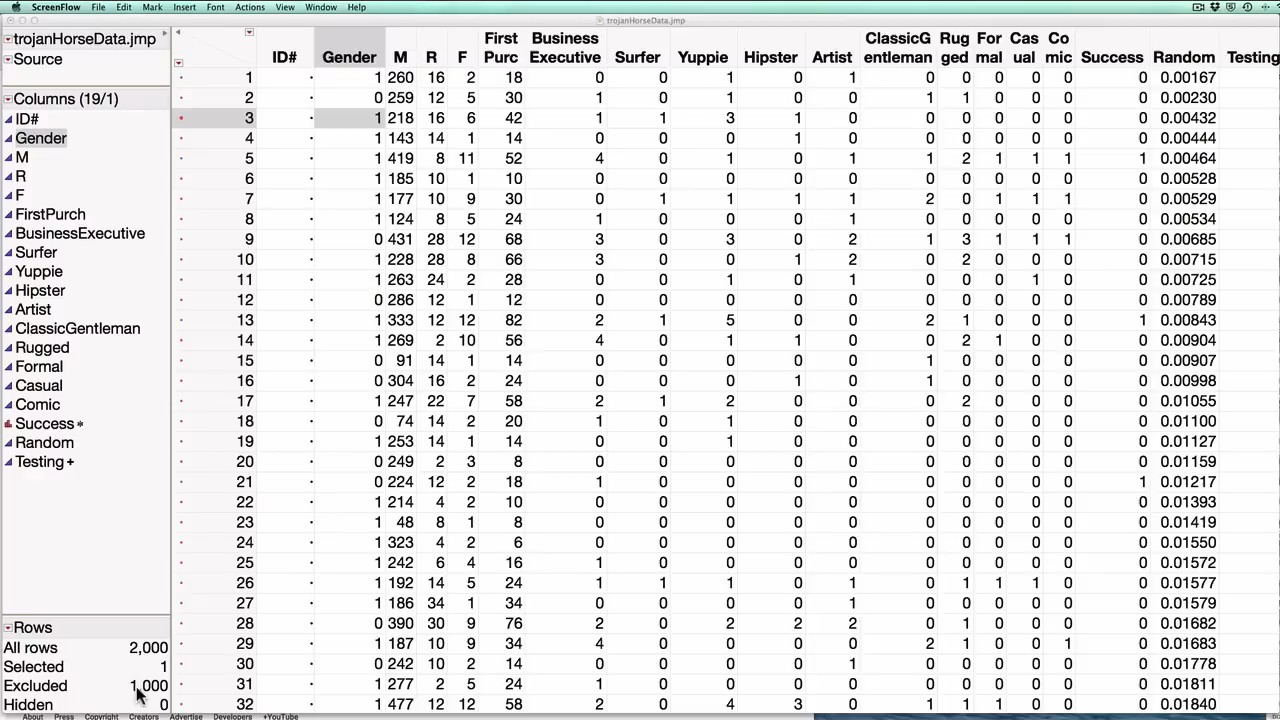 ScreenFlow File Edit Mark Insert Font Actions View Window Help
trojanHorseData.jmp
trojanHorseData.jmp
Source
Columns (19/1)
ID#
Gender
M
R
F
FirstPurch
BusinessExecutive
Surfer
Yuppie
Hipster
Artist
ClassicGentleman
Rugged
Formal
Casual
Comic
Success*
Random
Testing+
Rows
All rows 2,000
Selected 1
Excluded 1,000
Hidden 0
First Business ClassicG Rug For Cas Co
ID# Gender M R F Purc Executive Surfer Yuppie Hipster Artist entleman ged mal ual mic Success Random Testing
1 • 1 260 16 2 18 0 0 1 0 1 0 0 0 0 0 0 0.00167
2 • 0 259 12 5 30 1 0 1 0 0 1 1 0 0 0 0 0.00230
3 • 1 218 16 6 42 1 1 3 1 0 0 0 0 0 0 0 0.00432
4 • 1 143 14 1 14 0 0 0 1 0 0 0 0 0 0 0 0.00444
5 • 1 419 8 11 52 4 0 1 0 1 1 2 1 1 1 1 0.00464
6 • 1 185 10 1 10 0 0 0 0 0 0 0 0 0 0 0 0.00528
7 • 1 177 10 9 30 0 1 1 1 1 2 0 1 1 1 0 0.00529
8 • 1 124 8 5 24 1 0 0 0 1 0 0 0 0 0 0 0.00534
9 • 0 431 28 12 68 3 0 3 0 2 1 3 1 1 1 0 0.00685
10 • 1 228 28 8 66 3 0 0 1 2 0 2 0 0 0 0 0.00715
11 • 1 263 24 2 28 0 0 1 0 1 0 0 0 1 0 0 0.00725
12 • 0 286 12 1 12 0 0 0 0 0 0 0 0 0 0 0 0.00789
13 • 1 333 12 12 82 2 1 5 0 0 2 1 0 0 0 1 0.00843
14 • 1 269 2 10 56 4 0 1 1 0 0 2 1 0 0 0 0.00904
15 • 0 91 14 1 14 0 0 0 0 0 1 0 0 0 0 0 0.00907
16 • 0 304 16 2 24 0 0 0 1 0 1 0 0 0 0 0 0.00998
17 • 1 247 22 7 58 2 1 2 0 0 0 2 0 0 0 0 0.01055
18 • 0 74 14 2 20 1 0 1 0 0 0 0 0 0 0 0 0.01100
19 • 1 253 14 1 14 0 0 1 0 0 0 0 0 0 0 0 0.01127
20 • 0 249 2 3 8 0 0 0 0 0 0 0 0 0 0 0 0.01159
21 • 0 224 12 2 18 1 0 0 0 0 0 0 0 0 0 1 0.01217
22 • 1 214 4 2 10 0 0 0 0 0 0 0 0 0 0 0 0.01393
23 • 1 48 8 1 8 0 0 0 0 0 0 0 0 0 0 0 0.01419
24 • 1 323 4 2 6 0 0 0 0 0 0 0 0 0 0 0 0.01550
25 • 1 242 6 4 16 1 0 0 0 0 0 0 0 0 0 0 0.01572
26 • 1 192 14 5 24 1 1 1 0 1 0 1 1 1 0 0 0.01577
27 • 1 186 34 1 34 0 0 0 0 1 0 0 0 0 0 0 0.01579
28 • 0 390 30 9 76 2 0 2 2 2 0 1 0 0 0 0 0.01682
29 • 1 187 10 9 34 4 0 0 0 0 2 1 0 0 1 0 0.01683
30 • 0 242 10 2 14 0 0 0 0 1 0 0 0 0 0 0 0.01778
31 • 1 277 2 5 24 1 0 0 0 0 0 0 0 0 0 0 0.01811
32 • 1 477 12 12 58 2 0 4 3 0 1 1 1 0 0 0 0.01840
About Press Copyright Creators Advertise Developers +YouTube